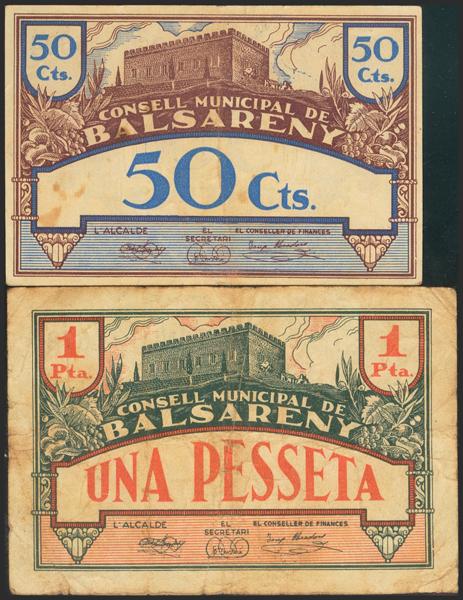 50 Cts.
50 Cts.
CONSELL MUNICIPAL DE
BALSARENY
50 Cts.
L'ALCALDE
EL SECRETARI
EL CONSELLER DE FINANCES
1 Pta.
1 Pta.
CONSELL MUNICIPAL DE
BALSARENY
UNA PESSETA
L'ALCALDE
EL SECRETARI
EL CONSELLER DE FINANCES